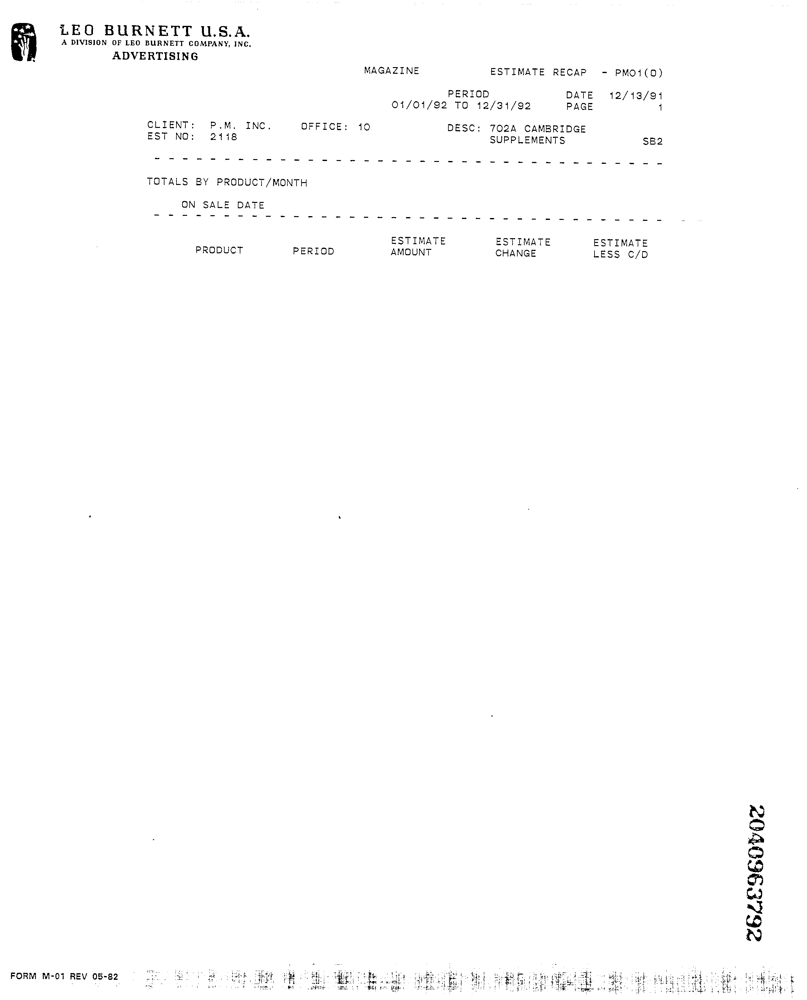 LEO BURNETT U.S.A.
A DIVISION OF LEO BURNETT COMPANY, INC.
ADVERTISING
MAGAZINE ESTIMATE RECAP - PM01(0)
PERIOD DATE 12/13/91
01/01/92 TO 12/31/92 PAGE 1
CLIENT: P.M. INC. OFFICE: 10 DESC: 702A CAMBRIDGE
EST NO: 2118 SUPPLEMENTS SB2
TOTALS BY PRODUCT/MONTH
ON SALE DATE
ESTIMATE ESTIMATE ESTIMATE
PRODUCT PERIOD AMOUNT CHANGE LESS C/D
2040963792
FORM M-01 REV 05-82